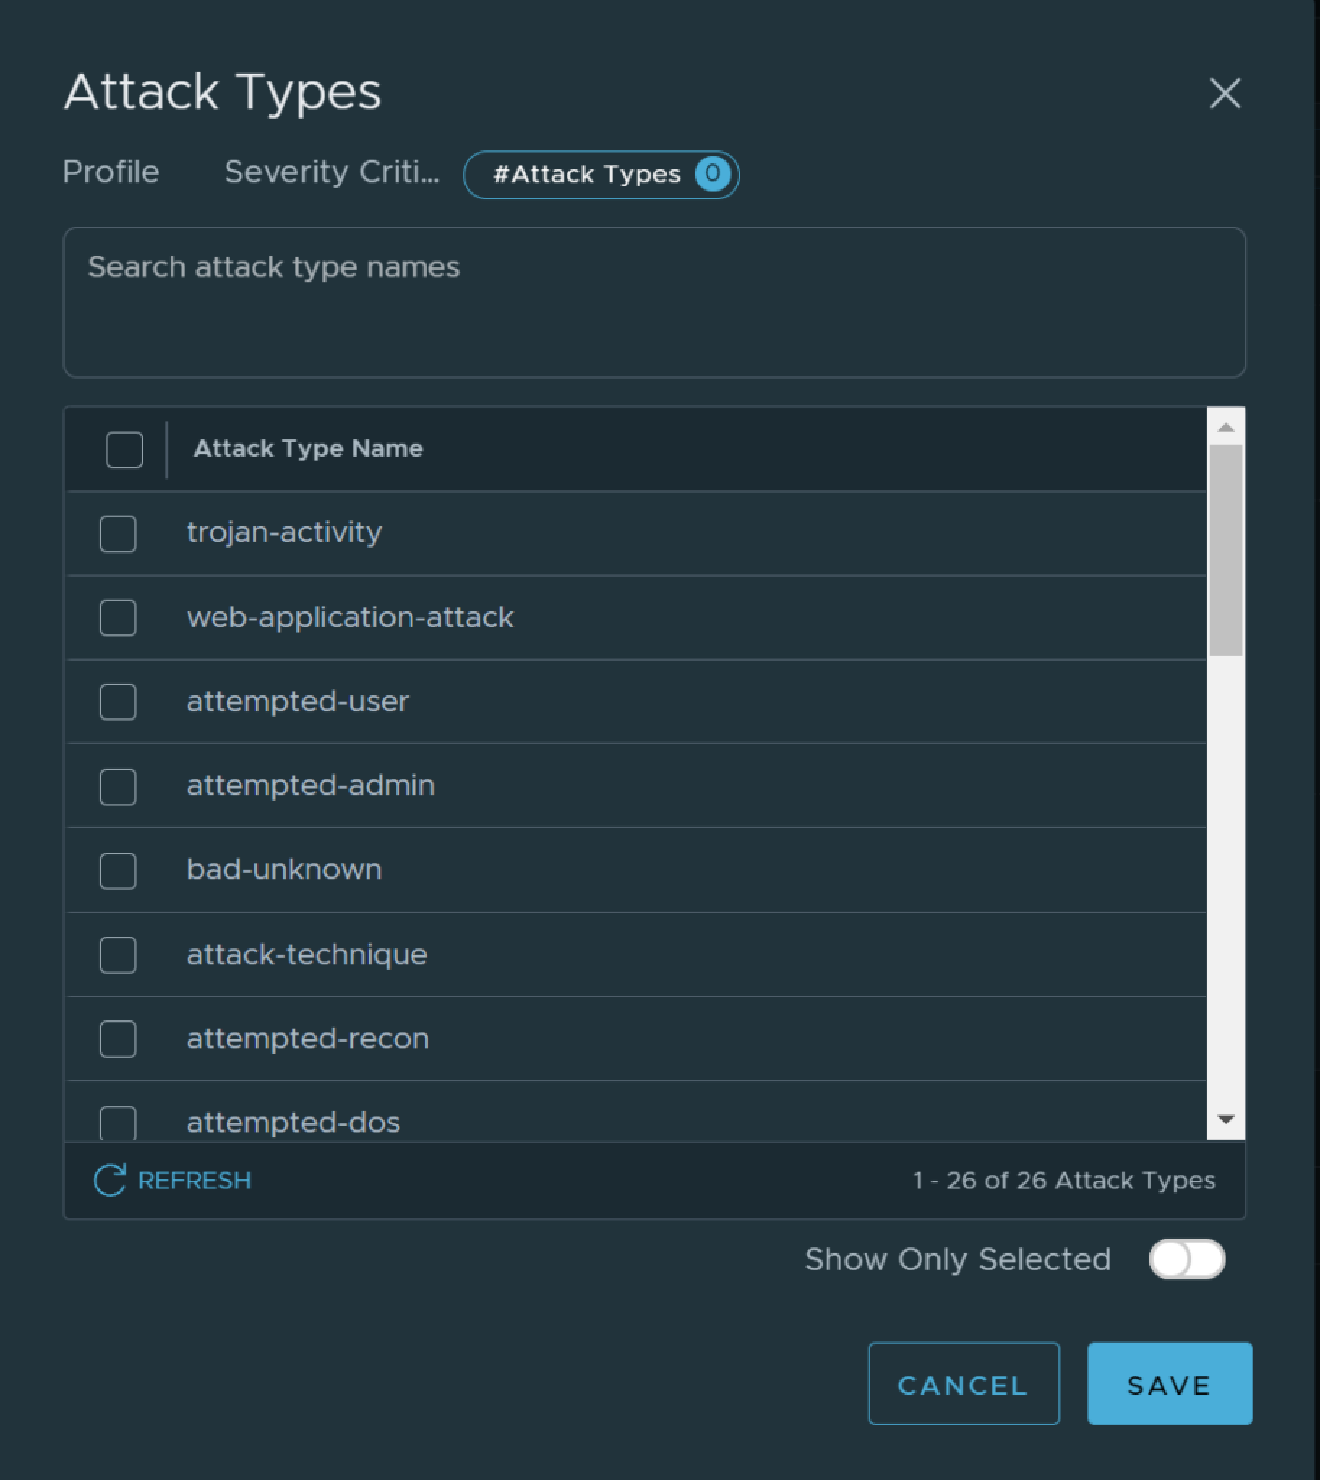 Attack Types
Profile Severity Criti... #Attack Types 0
Search attack type names
Attack Type Name
trojan-activity
web-application-attack
attempted-user
attempted-admin
bad-unknown
attack-technique
attempted-recon
attempted-dos
REFRESH 1 - 26 of 26 Attack Types
Show Only Selected
CANCEL SAVE